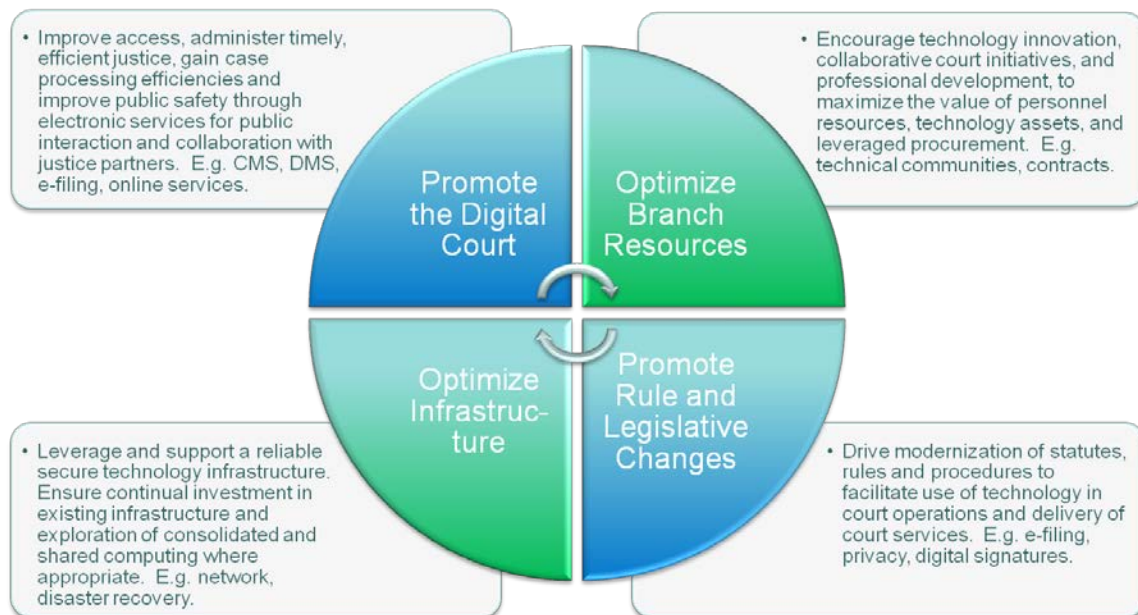 • Improve access, administer timely,
efficient justice, gain case
processing efficiencies and
improve public safety through
electronic services for public
interaction and collaboration with
justice partners.  E.g. CMS, DMS,
e-filing, online services.
Promote
the Digital
Court
Optimize
Branch
Resources
• Encourage technology innovation,
collaborative court initiatives, and
professional development, to
maximize the value of personnel
resources, technology assets, and
leveraged procurement.  E.g.
technical communities, contracts.
Optimize
Infrastruc-
ture
Promote
Rule and
Legislative
Changes
• Leverage and support a reliable
secure technology infrastructure.
Ensure continual investment in
existing infrastructure and
exploration of consolidated and
shared computing where
appropriate.  E.g. network,
disaster recovery.
• Drive modernization of statutes,
rules and procedures to
facilitate use of technology in
court operations and delivery of
court services.  E.g. e-filing,
privacy, digital signatures.